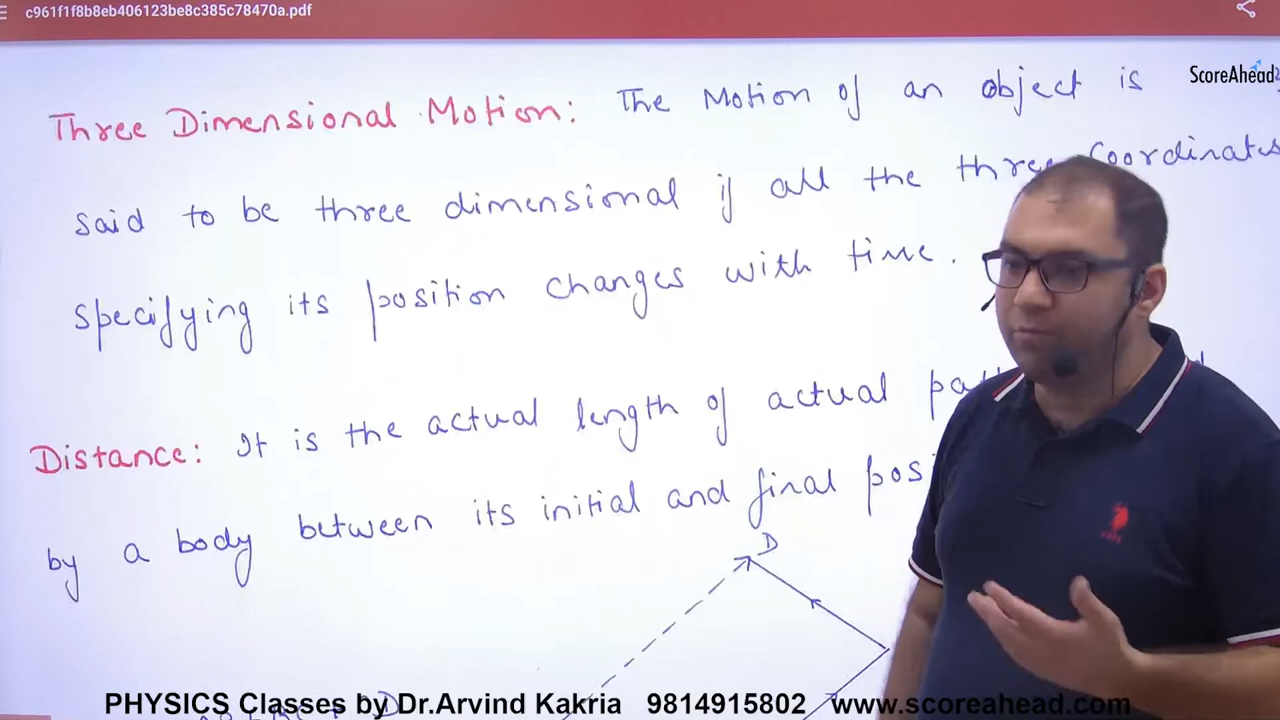 c961f1f8b8eb406123be8c385c78470a.pdf
ScoreAhead
Three Dimensional Motion: The Motion of an object is
said to be three dimensional if all the three Coordinates
specifying its position changes with time.
Distance: It is the actual length of actual
by a body between its initial and final
D
PHYSICS Classes by Dr.Arvind Kakria 9814915802 www.scoreahead.com